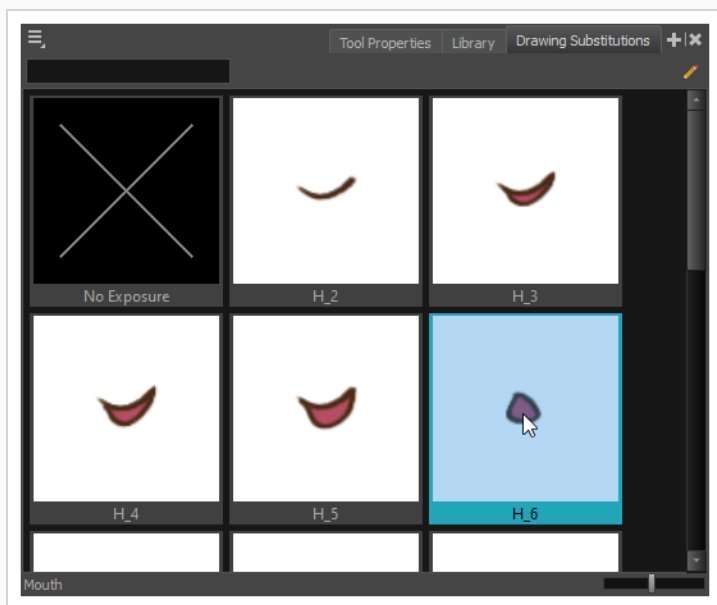 Tool Properties Library Drawing Substitutions
No Exposure H_2 H_3
H_4 H_5 H_6
Mouth